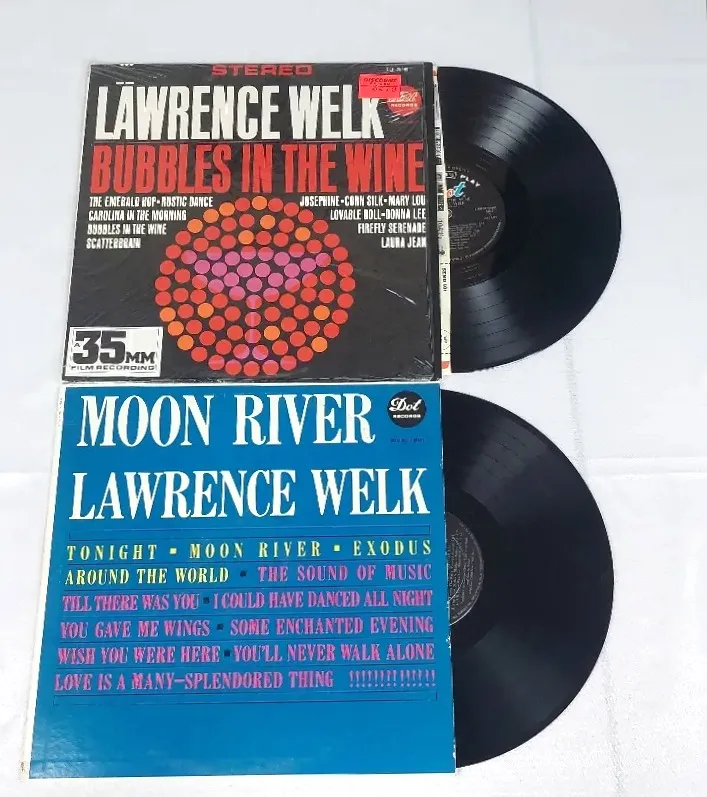 STEREO
DISCOUNT
LAWRENCE WELK
RECORDS
BUBBLES IN THE WINE
THE EMERALD HOP•RUSTIC DANCE
CAROLINA IN THE MORNING
BUBBLES IN THE WINE
SCATTERBRAIN
JOSEPHINE•CORN SILK•MARY LOU
LOVABLE DOLL•DONNA LEE
FIREFLY SERENADE
LAURA JEAN
A 35MM
FILM RECORDING
PLAY
Dot
MOON RIVER
Dot
RECORDS
LAWRENCE WELK
TONIGHT ▪ MOON RIVER ▪ EXODUS
AROUND THE WORLD ▪ THE SOUND OF MUSIC
TILL THERE WAS YOU ▪ I COULD HAVE DANCED ALL NIGHT
YOU GAVE ME WINGS ▪ SOME ENCHANTED EVENING
WISH YOU WERE HERE ▪ YOU'LL NEVER WALK ALONE
LOVE IS A MANY—SPLENDORED THING !!!!!!!!!!!!!